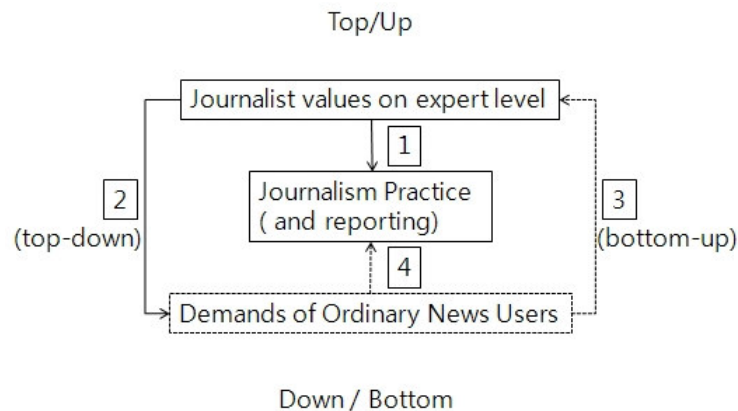 Top/Up
Journalist values on expert level
1
Journalism Practice
( and reporting)
2
(top-down)
3
(bottom-up)
4
Demands of Ordinary News Users
Down / Bottom